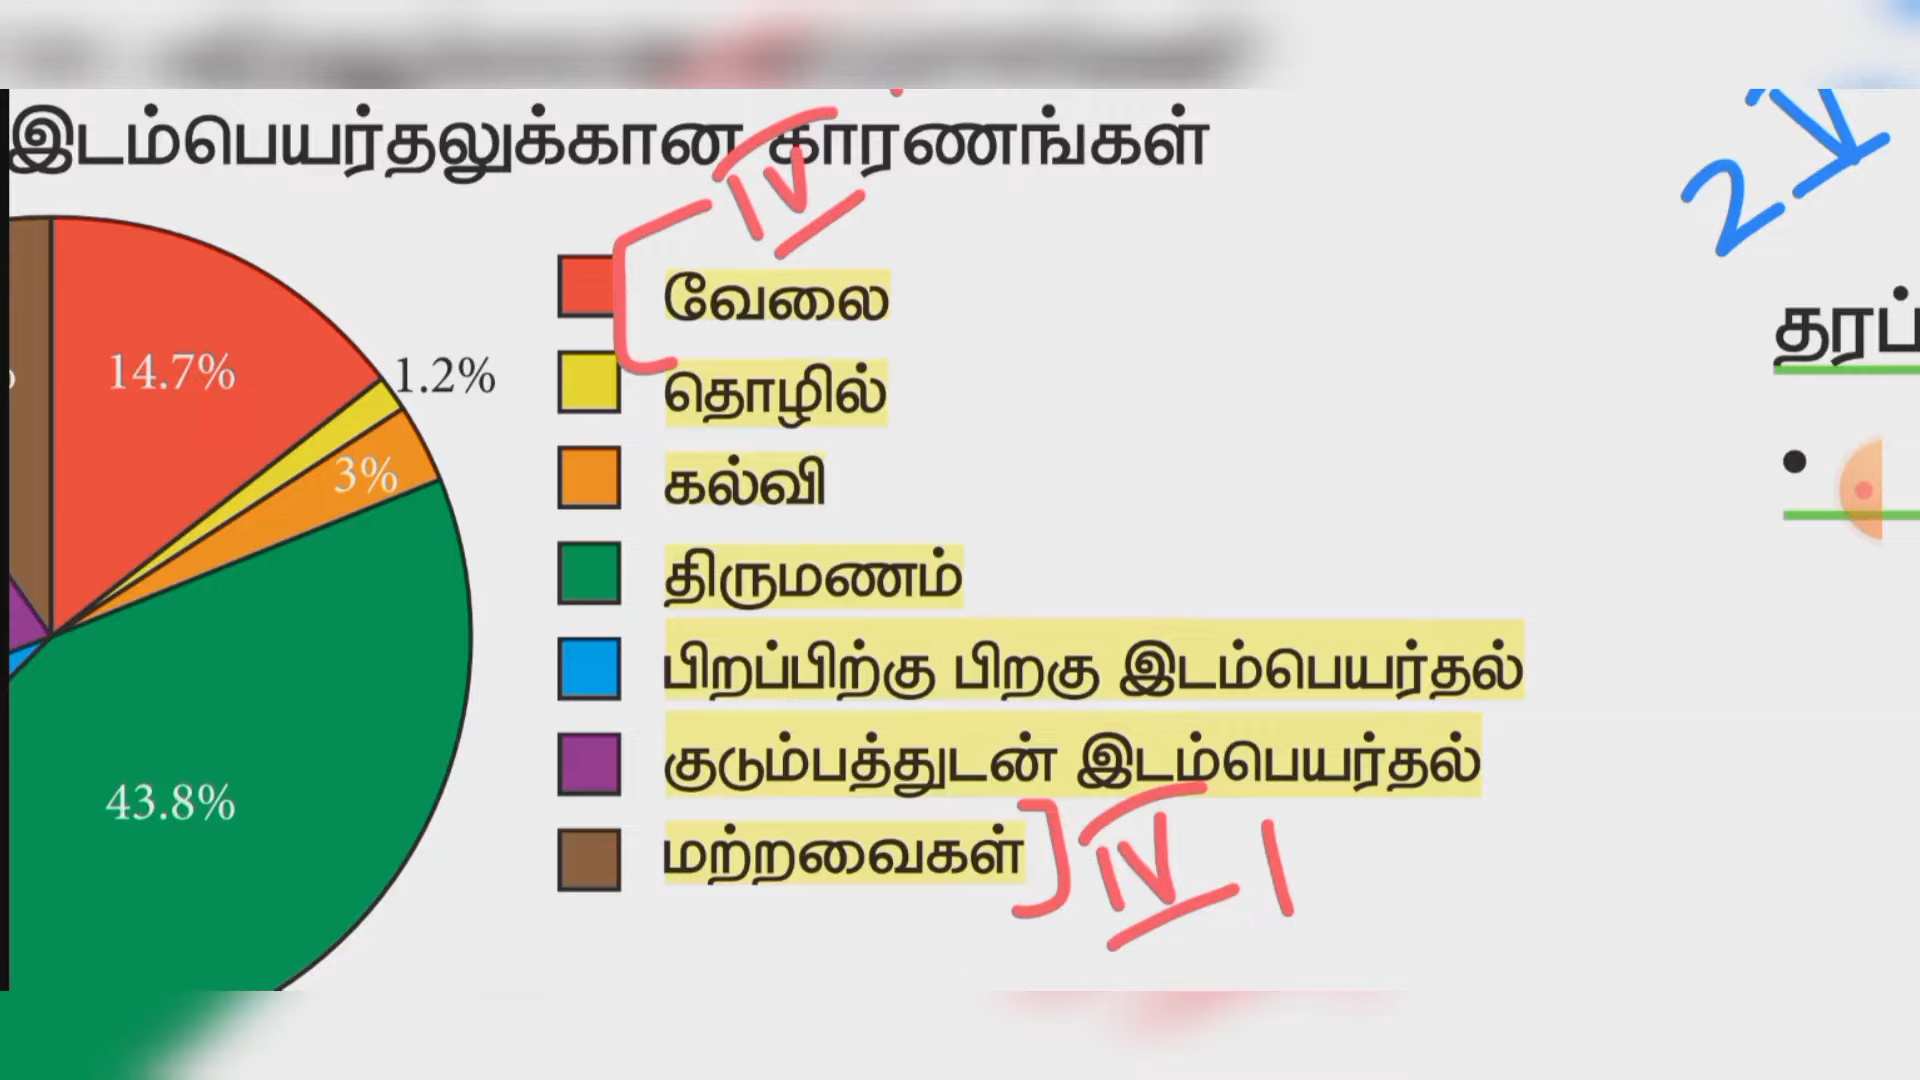 இடம்பெயர்தலுக்கான காரணங்கள்
IV
2
14.7%
1.2%
3%
43.8%
வேலை
தொழில்
கல்வி
திருமணம்
பிறப்பிற்கு பிறகு இடம்பெயர்தல்
குடும்பத்துடன் இடம்பெயர்தல்
மற்றவைகள்
IV